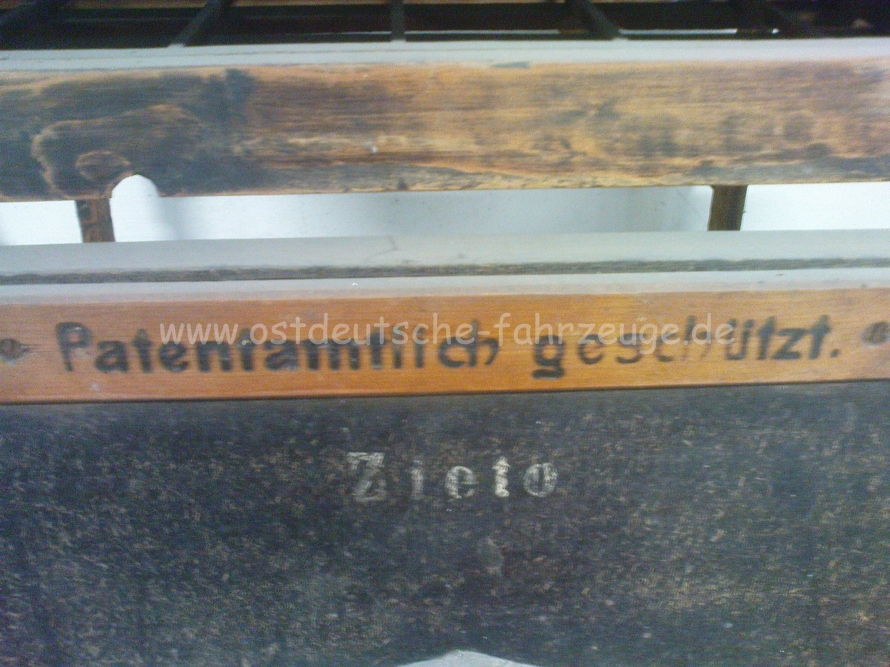 www.ostdeutsche-fahrzeuge.de
Patentamtlich geschützt.
Zieto